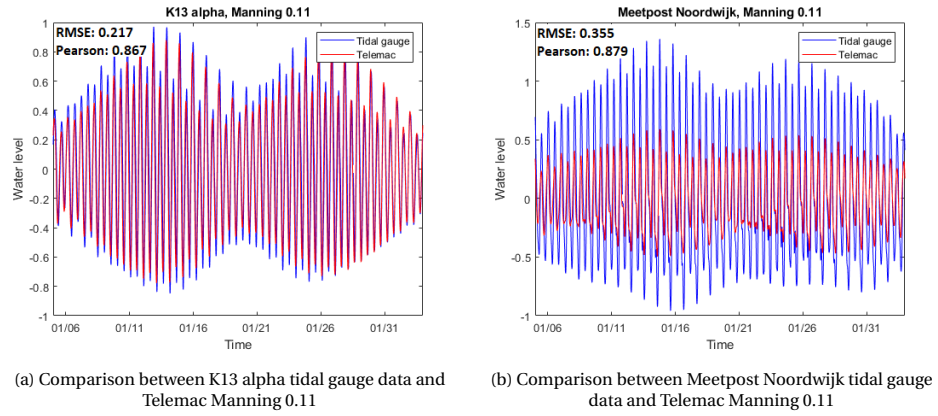 K13 alpha, Manning 0.11
RMSE: 0.217
Pearson: 0.867
Tidal gauge
Telemac
1
0.8
0.6
0.4
0.2
0
-0.2
-0.4
-0.6
-0.8
-1
Water level
01/06 01/11 01/16 01/21 01/26 01/31
Time
(a) Comparison between K13 alpha tidal gauge data and
Telemac Manning 0.11
Meetpost Noordwijk, Manning 0.11
RMSE: 0.355
Pearson: 0.879
Tidal gauge
Telemac
1.5
1
0.5
0
-0.5
-1
Water level
01/06 01/11 01/16 01/21 01/26 01/31
Time
(b) Comparison between Meetpost Noordwijk tidal gauge
data and Telemac Manning 0.11